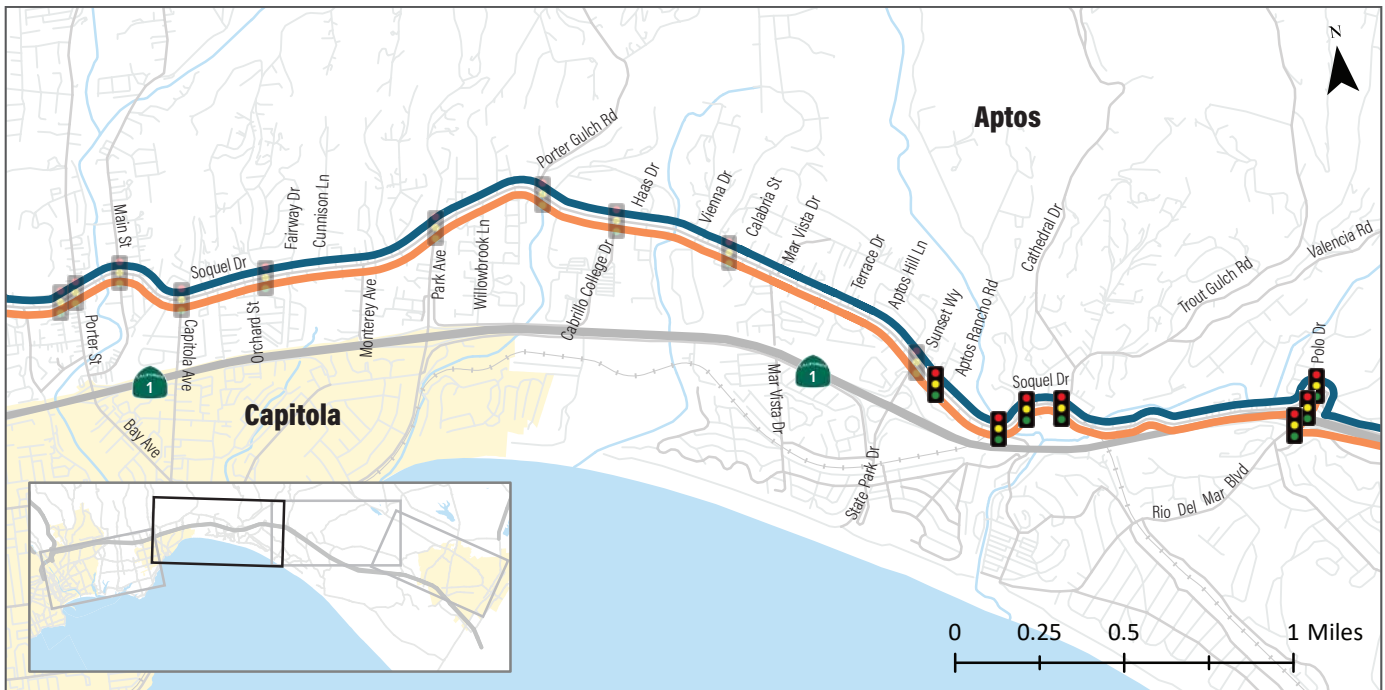 N
Aptos
Porter Gulch Rd
Haas Dr
Main St
Fairway Dr
Cunnison Ln
Vienna Dr
Calabria St
Mar Vista Dr
Cathedral Dr
Valencia Rd
Soquel Dr
Willowbrook Ln
Park Ave
Cabrillo College Dr
Terrace Dr
Aptos Hill Ln
Trout Gulch Rd
Porter St
Capitola Ave
Orchard St
Monterey Ave
Sunset Wy
Aptos Rancho Rd
Polo Dr
1
1
Soquel Dr
Capitola
Bay Ave
Mar Vista Dr
State Park Dr
Rio Del Mar Blvd
0 0.25 0.5 1 Miles